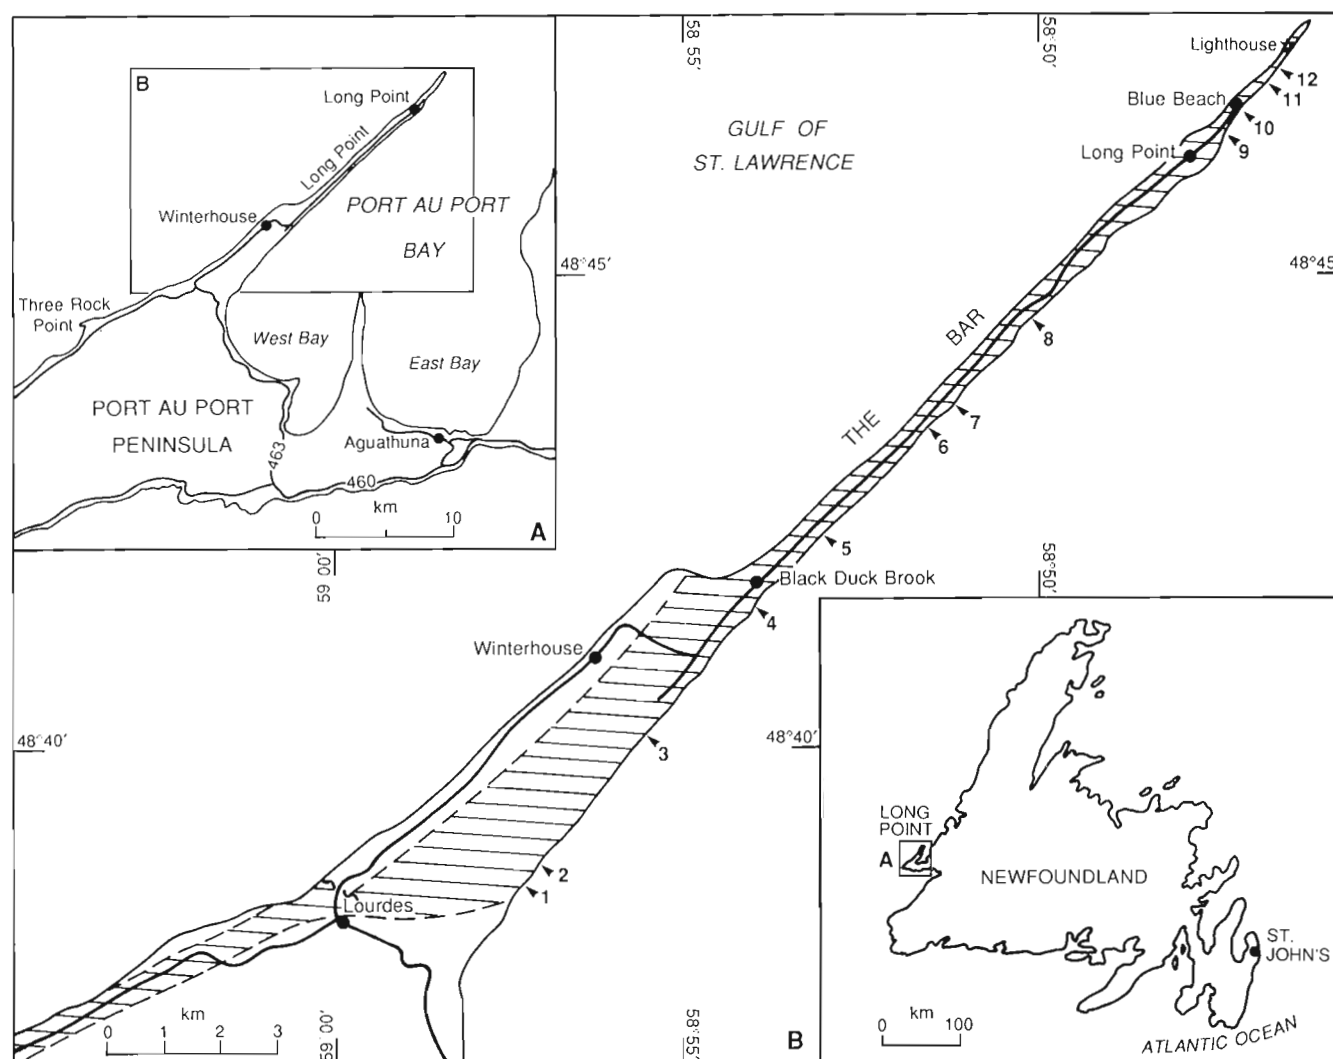 58°55'
58°50'
Lighthouse
12
11
Blue Beach
10
9
Long Point
GULF OF
ST. LAWRENCE
B
Long Point
Long Point
Winterhouse
PORT AU PORT
BAY
48°45'
48°45'
Three Rock
Point
West Bay
East Bay
BAR
8
PORT AU PORT
PENINSULA
Aguathuna
463
460
km
0 10
A
THE
7
6
5
59°00'
58°50'
Black Duck Brook
4
Winterhouse
3
48°40'
48°40'
2
1
Lourdes
km
0 1 2 3
59°00'
58°55'
B
LONG
POINT
A
NEWFOUNDLAND
ST.
JOHN'S
km
0 100
ATLANTIC OCEAN